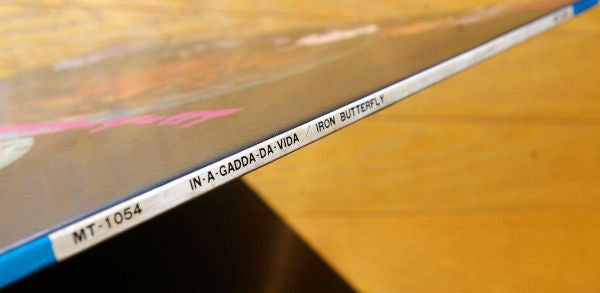 MT-1054 IN-A-GADDA-DA-VIDA / IRON BUTTERFLY